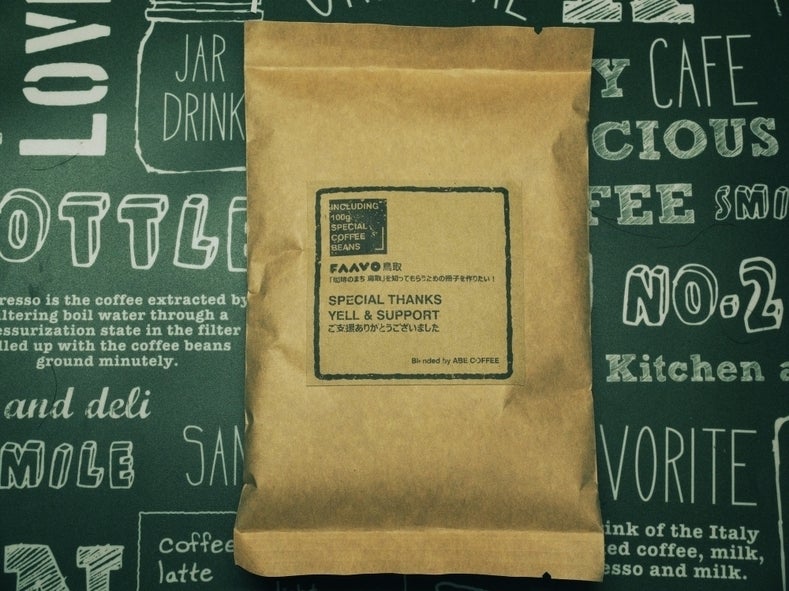 LOV
JAR
DRINK
OTTLE
resso is the coffee extracted by
ltering boil water through a
essurization state in the filter
lled up with the coffee beans
ground minutely.
and deli
MILE
SAN
Coffee
latte
INCLUDING
100g
SPECIAL
COFFEE
BEANS
FAAVO鳥取
「珈琲のまち 鳥取」を知ってもらうための冊子を作りたい!
SPECIAL THANKS
YELL & SUPPORT
ご支援ありがとうございました
Blended by ABE COFFEE
Y CAFE
CIOUS
FEE SMI
NO.2
Kitchen a
VORITE
ink of the Italy
ed coffee, milk,
esso and milk.